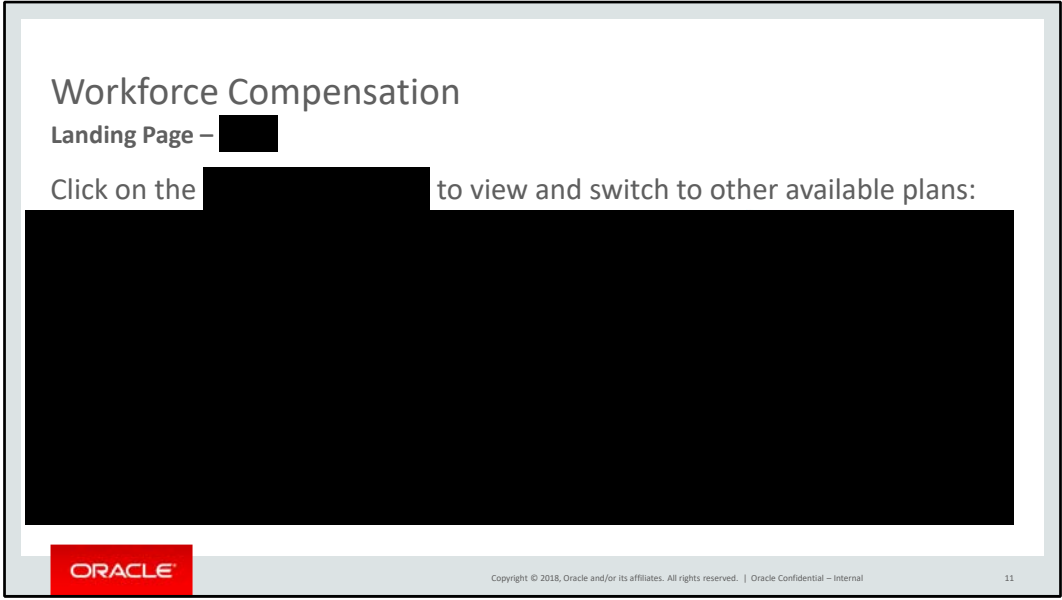 Workforce Compensation
Landing Page –
Click on the to view and switch to other available plans:
ORACLE
Copyright © 2018, Oracle and/or its affiliates. All rights reserved. | Oracle Confidential – Internal 11